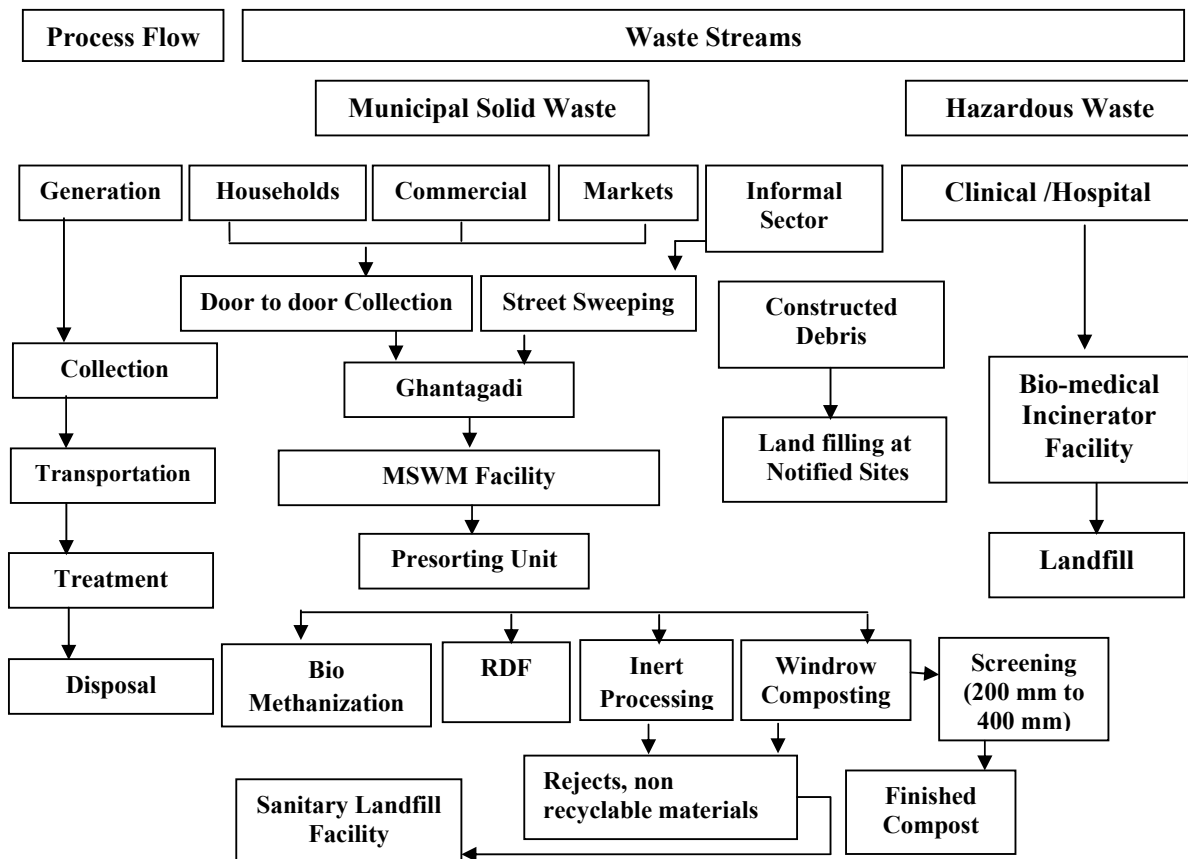 Process Flow
Waste Streams
Municipal Solid Waste
Hazardous Waste
Generation
Households
Commercial
Markets
Informal
Sector
Clinical /Hospital
Door to door Collection
Street Sweeping
Constructed
Debris
Collection
Ghantagadi
Bio-medical
Incinerator
Facility
Transportation
MSWM Facility
Land filling at
Notified Sites
Presorting Unit
Landfill
Treatment
Disposal
Bio
Methanization
RDF
Inert
Processing
Windrow
Composting
Screening
(200 mm to
400 mm)
Rejects, non
recyclable materials
Sanitary Landfill
Facility
Finished
Compost